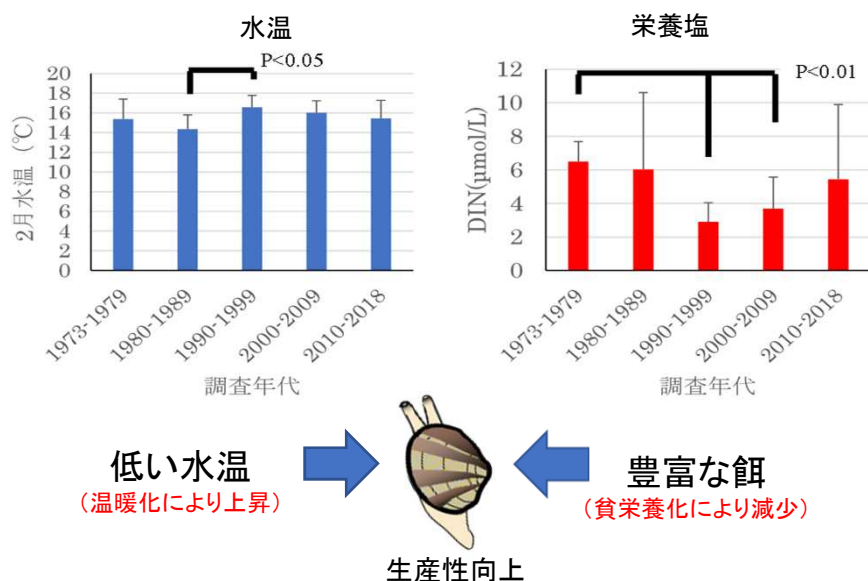 水温
P<0.05
20
18
16
14
12
10
8
6
4
2
0
2月水温 (℃)
1973-1979
1980-1989
1990-1999
2000-2009
2010-2018
調査年代
栄養塩
P<0.01
12
10
8
6
4
2
0
DIN(µmol/L)
1973-1979
1980-1989
1990-1999
2000-2009
2010-2018
調査年代
低い水温
(温暖化により上昇)
豊富な餌
(貧栄養化により減少)
生産性向上